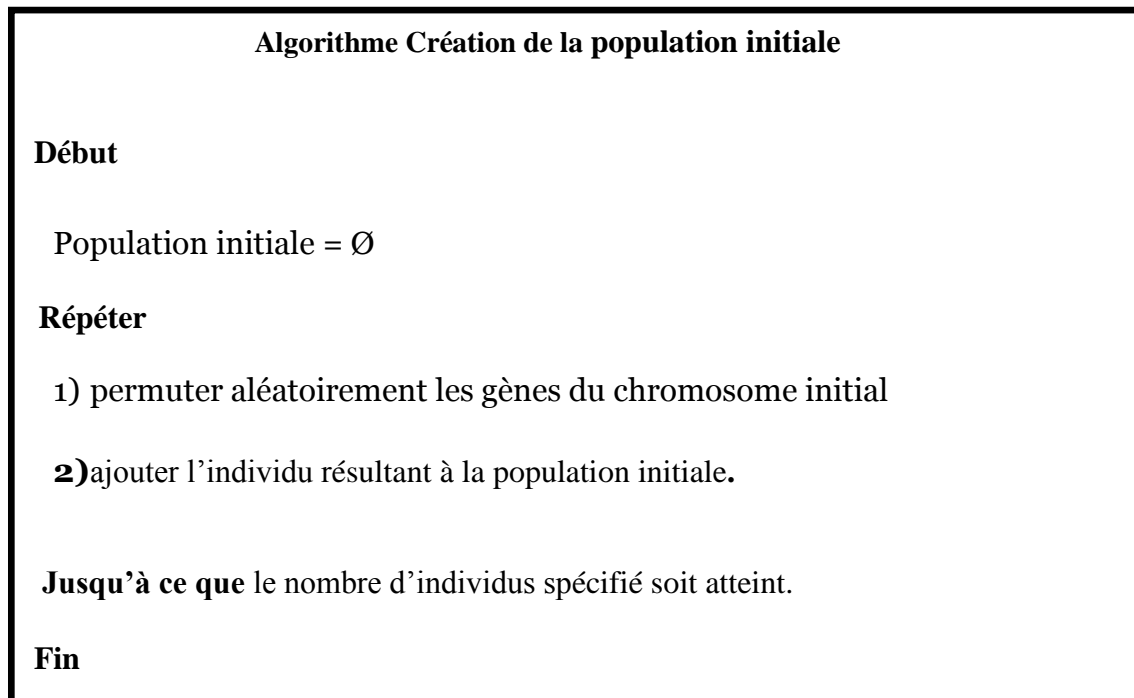 Algorithme Création de la population initiale
Début
Population initiale = Ø
Répéter
1) permuter aléatoirement les gènes du chromosome initial
2)ajouter l’individu résultant à la population initiale.
Jusqu’à ce que le nombre d’individus spécifié soit atteint.
Fin